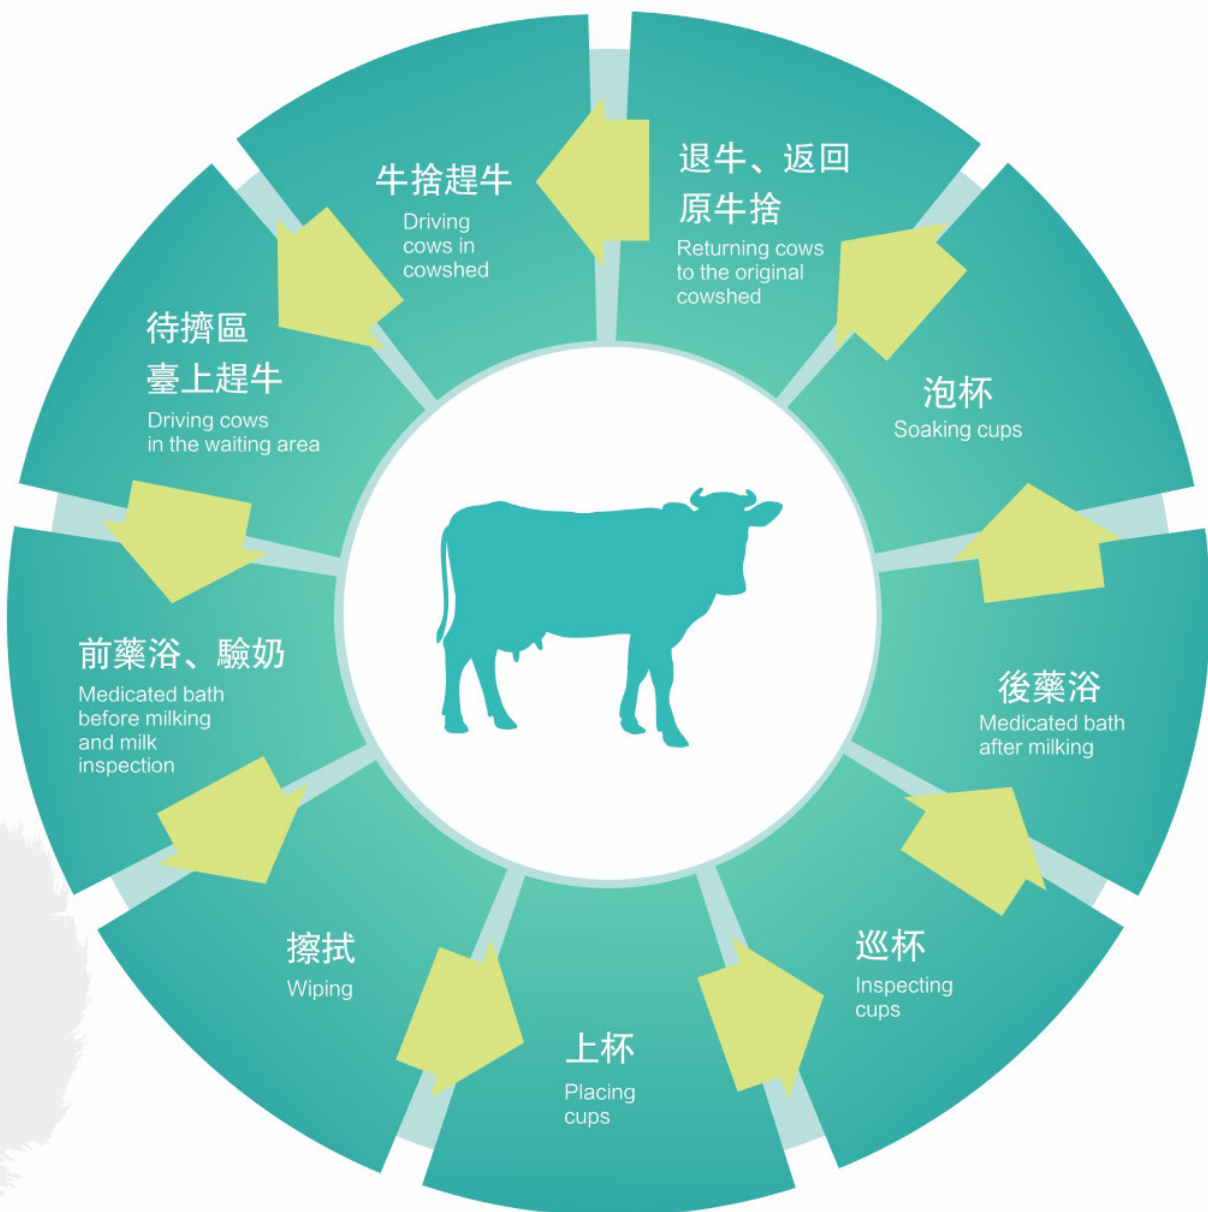 牛捨趕牛
Driving
cows in
cowshed
待擠區
臺上趕牛
Driving cows
in the waiting area
前藥浴、驗奶
Medicated bath
before milking
and milk
inspection
擦拭
Wiping
上杯
Placing
cups
巡杯
Inspecting
cups
後藥浴
Medicated bath
after milking
泡杯
Soaking cups
退牛、返回
原牛捨
Returning cows
to the original
cowshed